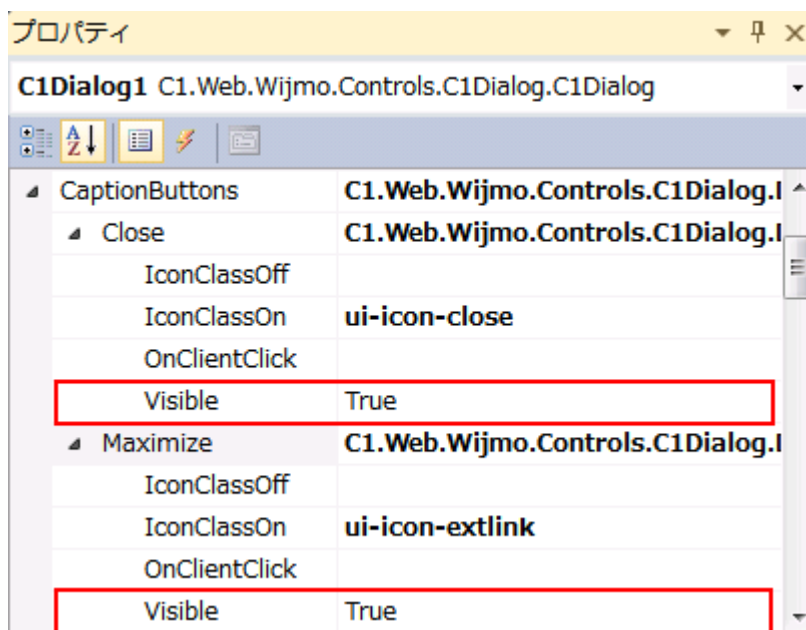 プロパティ
C1Dialog1 C1.Web.Wijmo.Controls.C1Dialog.C1Dialog
CaptionButtons C1.Web.Wijmo.Controls.C1Dialog.I
Close C1.Web.Wijmo.Controls.C1Dialog.I
IconClassOff
IconClassOn ui-icon-close
OnClientClick
Visible True
Maximize C1.Web.Wijmo.Controls.C1Dialog.I
IconClassOff
IconClassOn ui-icon-extlink
OnClientClick
Visible True